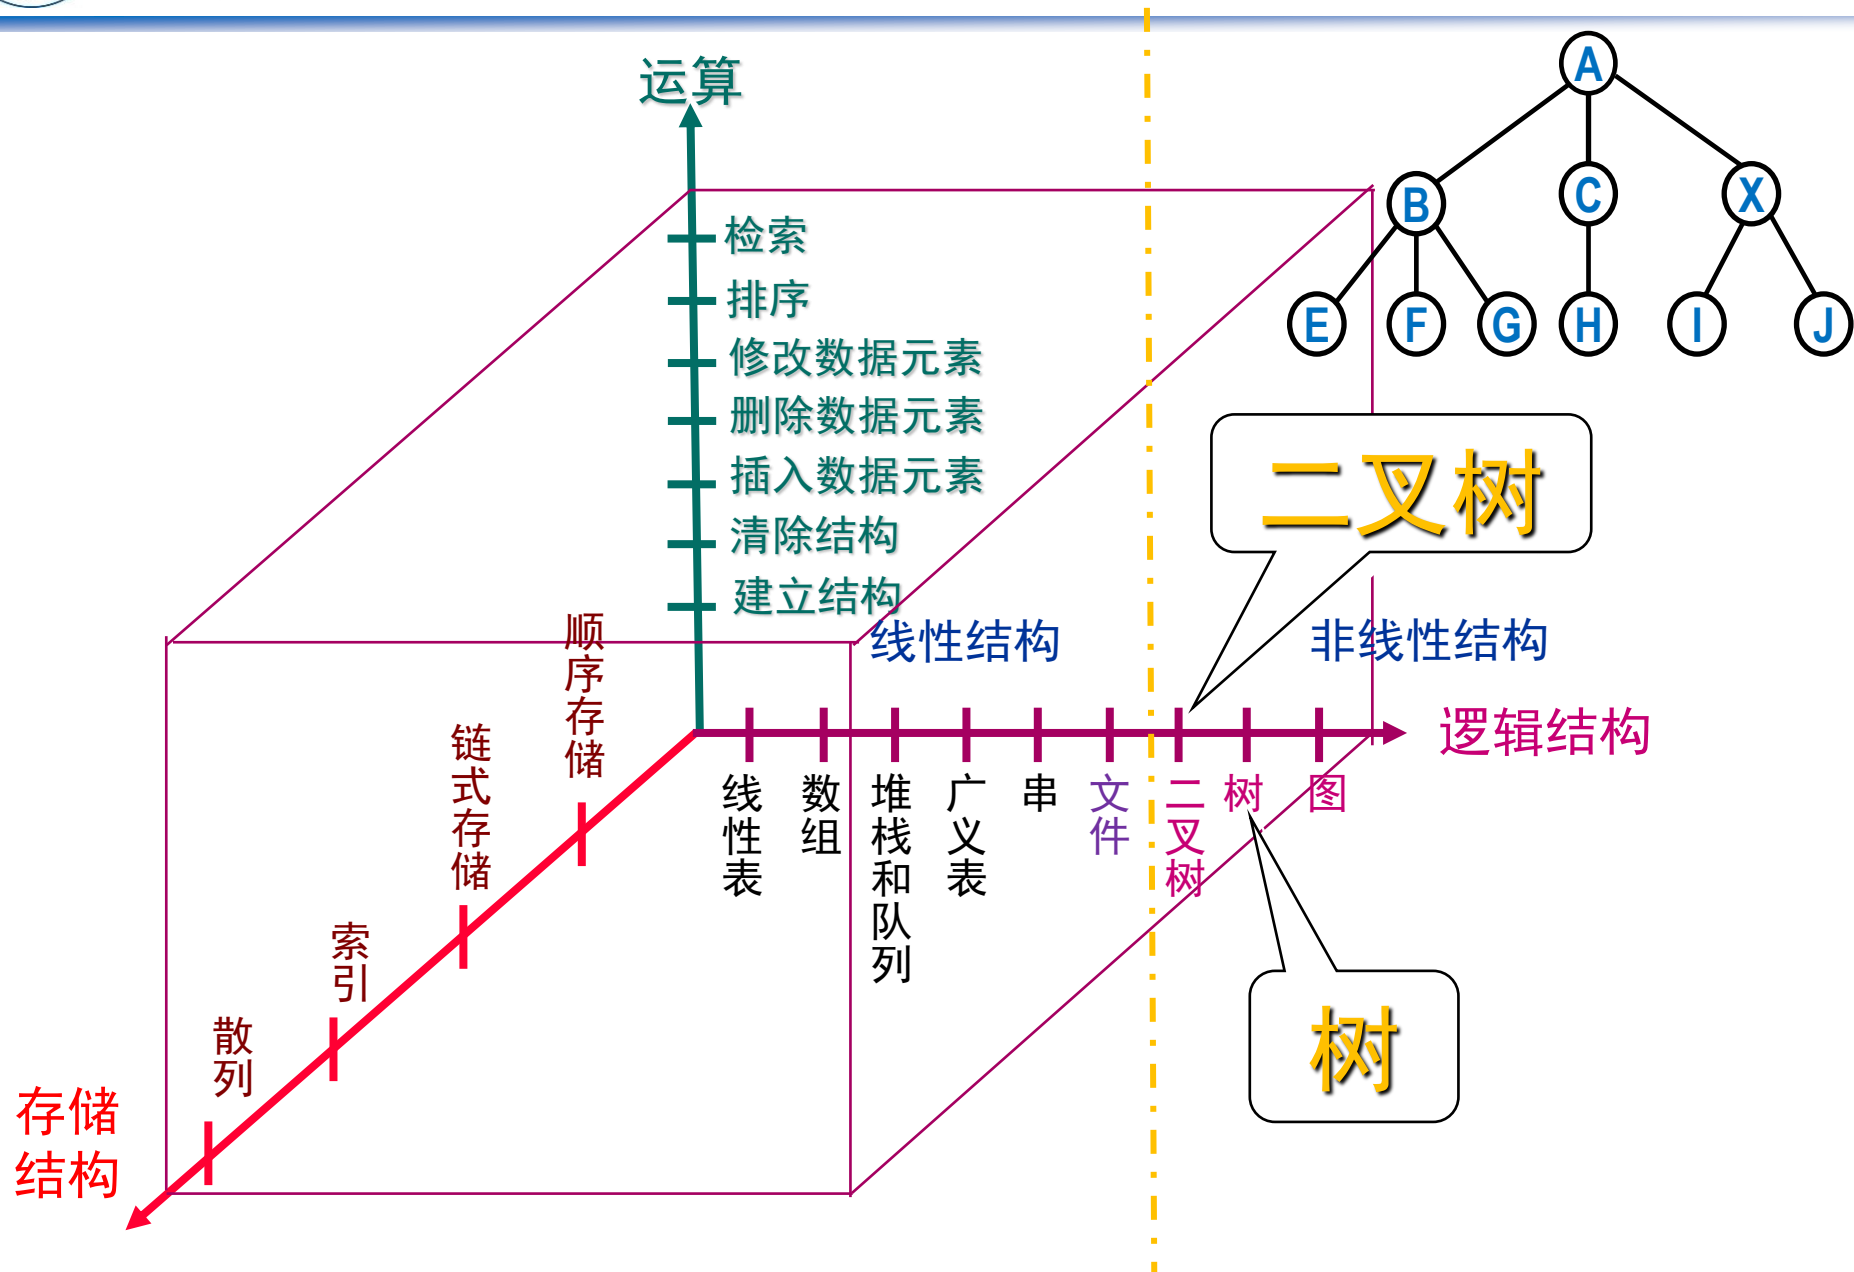 运算
A
B
C
X
E
F
G
H
I
J
检索
排序
修改数据元素
删除数据元素
插入数据元素
清除结构
建立结构
二叉树
线性结构
非线性结构
逻辑结构
顺序存储
链式存储
索引
散列
存储
结构
线性表
数组
堆栈和队列
广义表
串
文件
二叉树
树
图
树